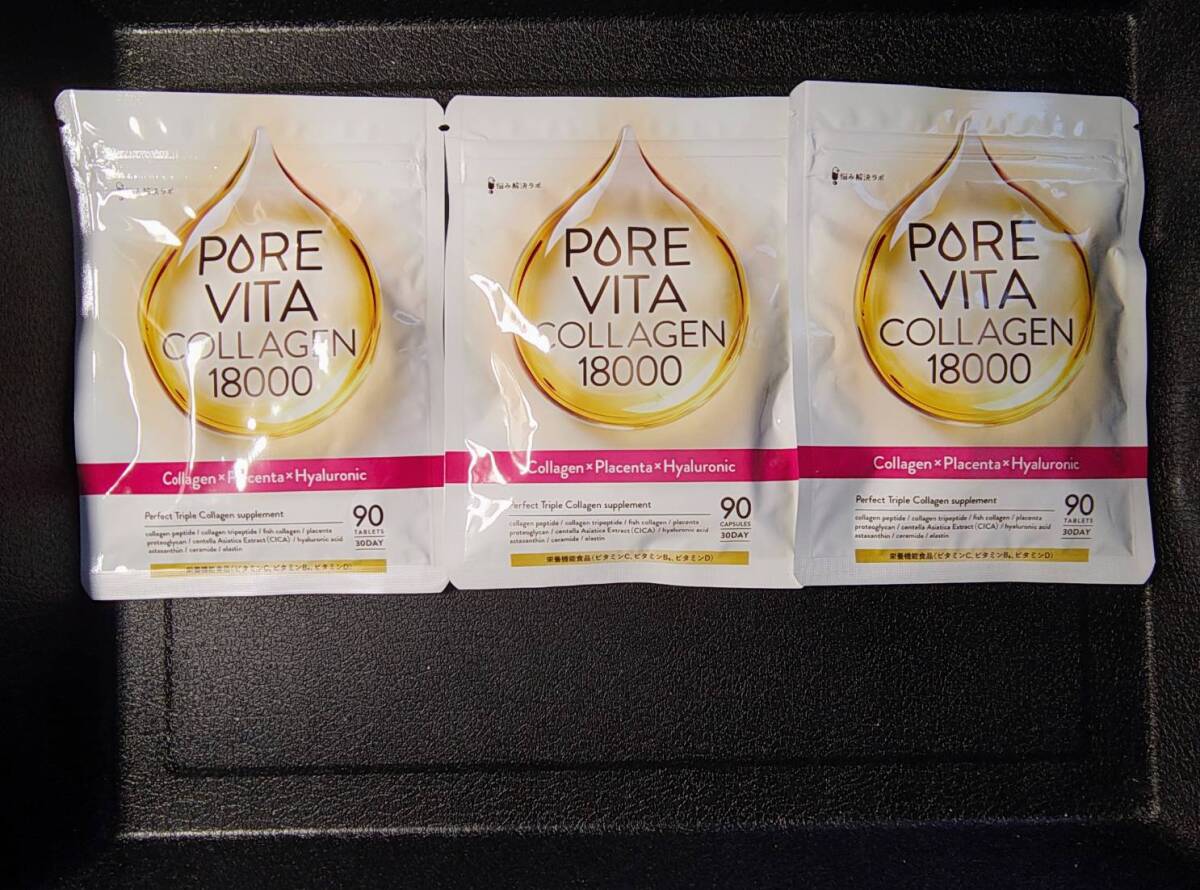 悩み解決ラボ
PORE
VITA
COLLAGEN
18000
Collagen×Placenta×Hyaluronic
Perfect Triple Collagen supplement
collagen peptide / collagen tripeptide / fish collagen / placenta
proteoglycan / centella Asiatica Extract (CICA) / hyaluronic acid
astaxanthin / ceramide / elastin
90
TABLETS
30DAY
栄養機能食品(ビタミンC、ビタミンB₆、ビタミンD)
悩み解決ラボ
PORE
VITA
COLLAGEN
18000
Collagen×Placenta×Hyaluronic
Perfect Triple Collagen supplement
collagen peptide / collagen tripeptide / fish collagen / placenta
proteoglycan / centella Asiatica Extract (CICA) / hyaluronic acid
astaxanthin / ceramide / elastin
90
CAPSULES
30DAY
栄養機能食品(ビタミンC、ビタミンB₆、ビタミンD)
悩み解決ラボ
PORE
VITA
COLLAGEN
18000
Collagen×Placenta×Hyaluronic
Perfect Triple Collagen supplement
collagen peptide / collagen tripeptide / fish collagen / placenta
proteoglycan / centella Asiatica Extract (CICA) / hyaluronic acid
astaxanthin / ceramide / elastin
90
TABLETS
30DAY
栄養機能食品(ビタミンC、ビタミンB₆、ビタミンD)